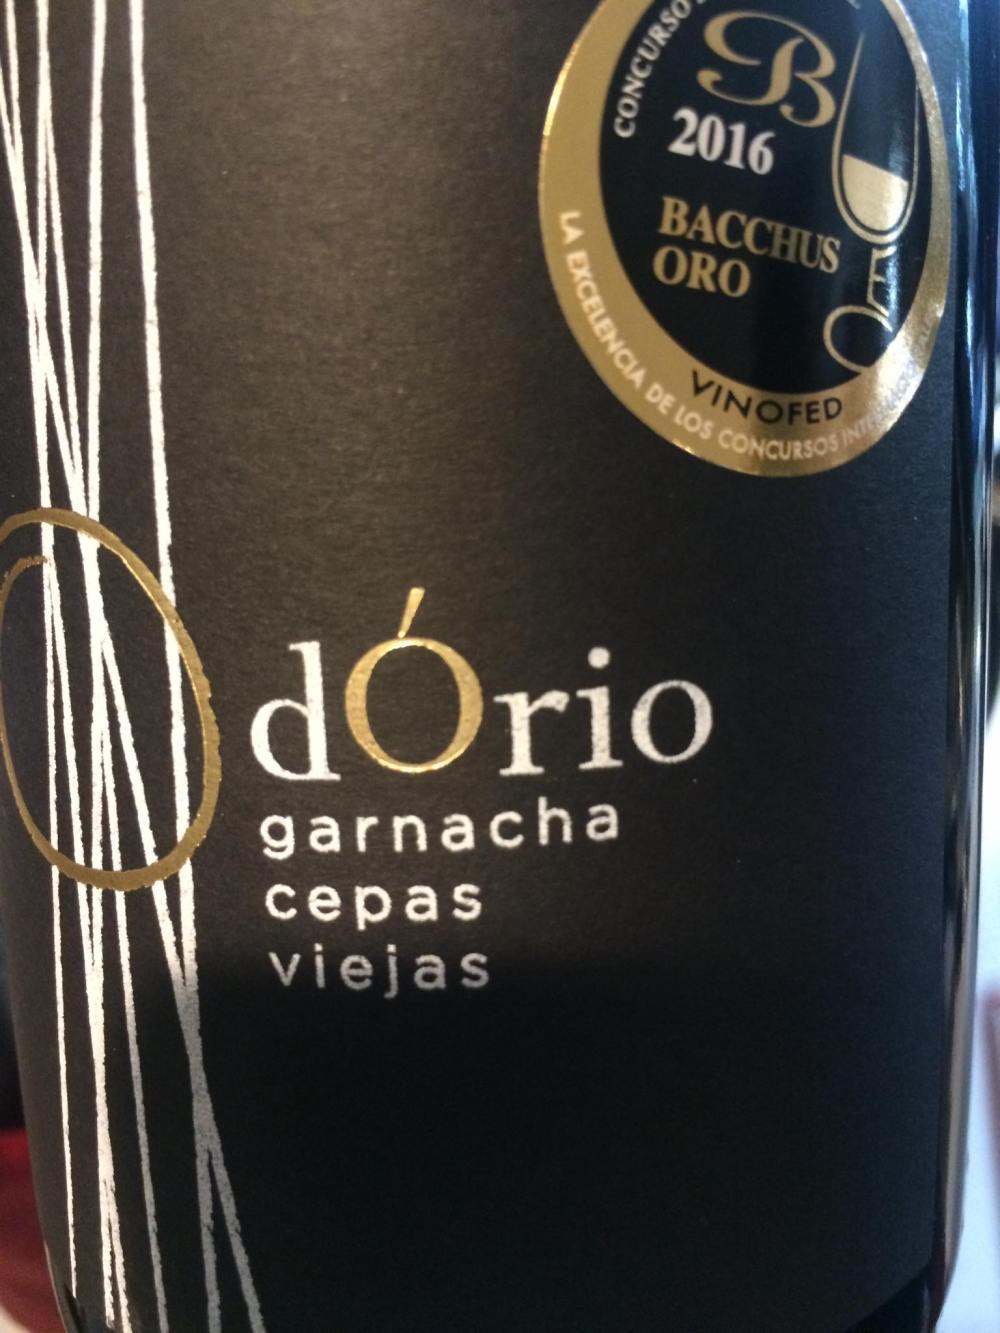 CONCURSO
B
2016
BACCHUS
ORO
VINOFED
LA EXCELENCIA DE LOS CONCURSOS
dÓrio
garnacha
cepas
viejas